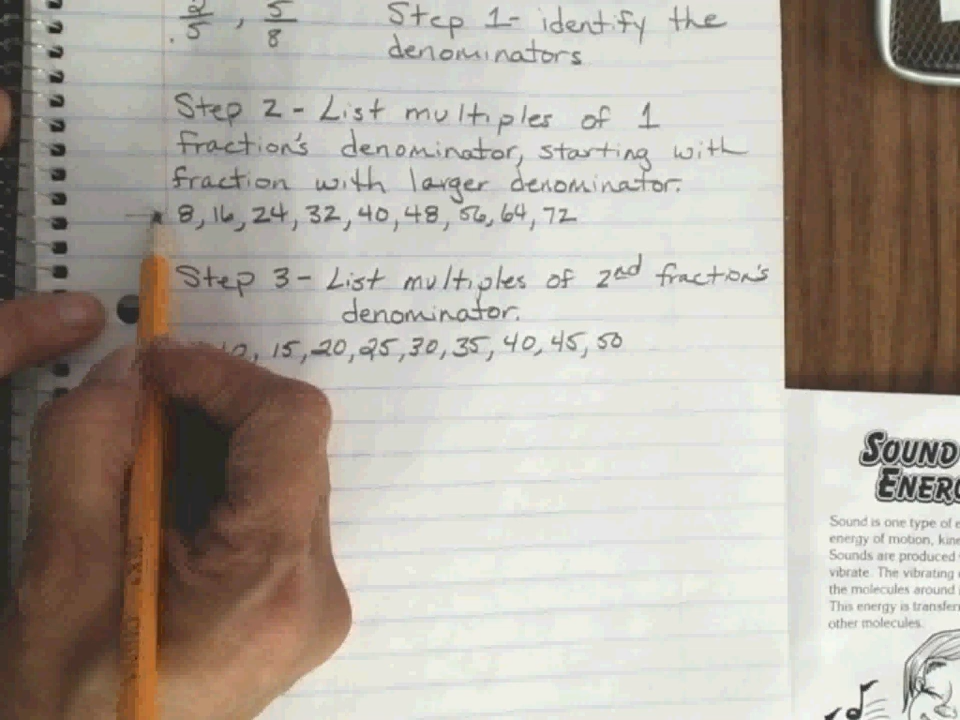 5 , 5/8 Step 1- identify the
denominators
Step 2 - List multiples of 1
fraction's denominator, starting with
fraction with larger denominator.
8, 16, 24, 32, 40, 48, 56, 64, 72
Step 3 - List multiples of 2nd fraction's
denominator.
10, 15, 20, 25, 30, 35, 40, 45, 50
SOUND
Sound is one type of
energy of motion,
Sounds are produced
vibrate. The vibrating
the molecules around
This energy is
other molecules.